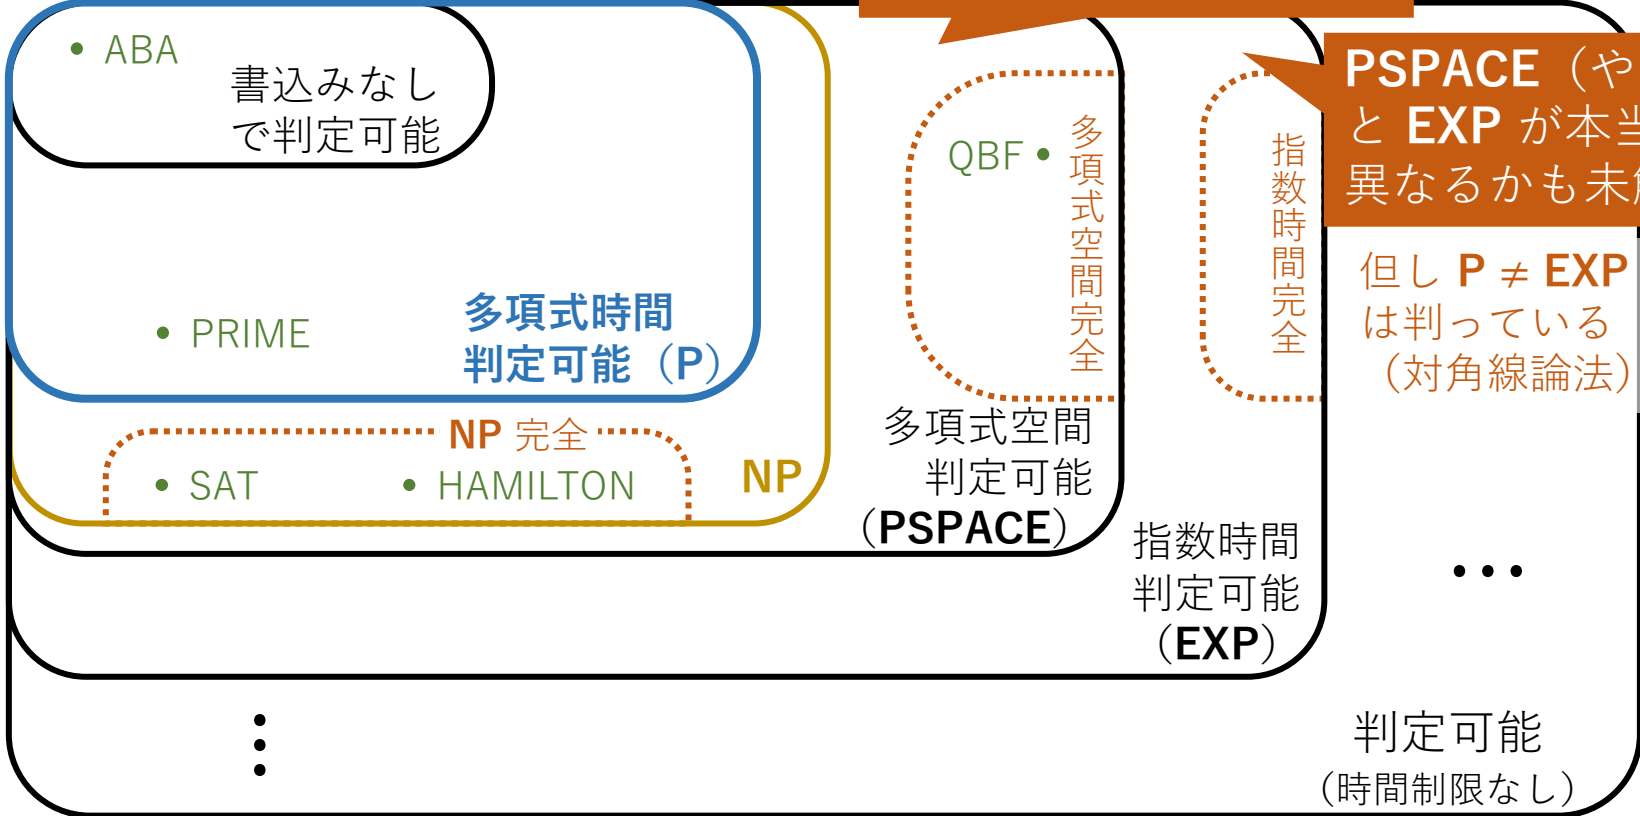 ABA
書込みなし
で判定可能
PRIME
多項式時間
判定可能（P）
NP 完全
SAT
HAMILTON
NP
QBF
多項式空間完全
多項式空間
判定可能
（PSPACE）
指数時間完全
指数時間
判定可能
（EXP）
PSPACE（や
と EXP が本当
異なるかも未
但し P ≠ EXP
は判っている
（対角線論法）
…
⋮
判定可能
（時間制限なし）